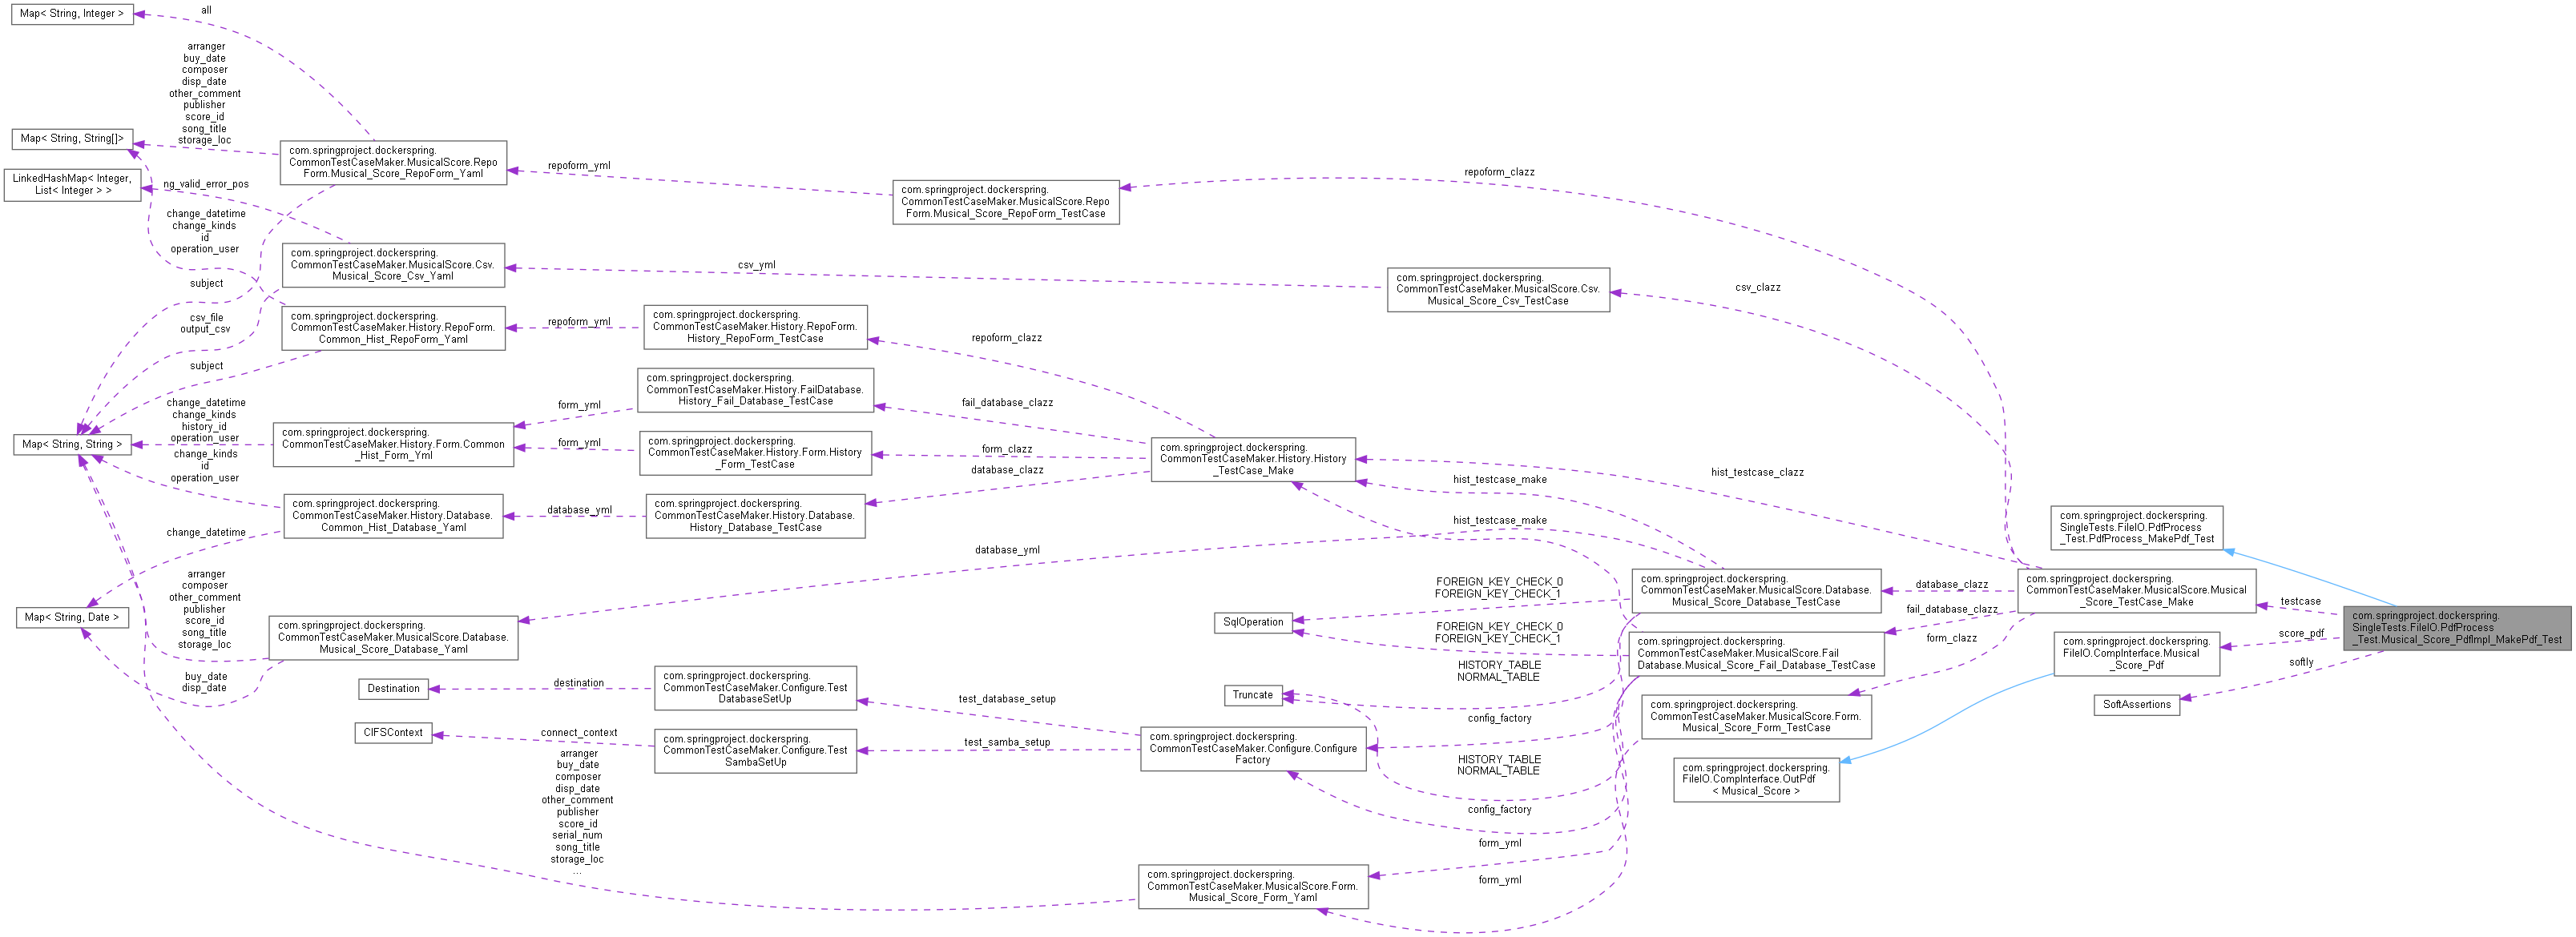 Map< String, Integer >
all
arranger
buy_date
composer
disp_date
other_comment
publisher
score_id
song_title
storage_loc
Map< String, String[]>
LinkedHashMap< Integer,
List< Integer > >
ng_valid_error_pos
change_datetime
change_kinds
id
operation_user
subject
csv_file
output_csv
subject
change_datetime
change_kinds
history_id
operation_user
Map< String, String >
change_kinds
id
operation_user
change_datetime
Map< String, Date >
arranger
composer
other_comment
publisher
score_id
song_title
storage_loc
buy_date
disp_date
com.springproject.dockerspring.
CommonTestCaseMaker.MusicalScore.Repo
Form.Musical_Score_RepoForm_Yaml
com.springproject.dockerspring.
CommonTestCaseMaker.MusicalScore.Csv.
Musical_Score_Csv_Yaml
com.springproject.dockerspring.
CommonTestCaseMaker.History.RepoForm.
Common_Hist_RepoForm_Yaml
com.springproject.dockerspring.
CommonTestCaseMaker.History.Form.Common
_Hist_Form_Yml
com.springproject.dockerspring.
CommonTestCaseMaker.History.Database.
Common_Hist_Database_Yaml
com.springproject.dockerspring.
CommonTestCaseMaker.MusicalScore.Database.
Musical_Score_Database_Yaml
Destination
CIFSContext
repoform_yml
csv_yml
repoform_yml
form_yml
form_yml
database_yml
database_yml
destination
connect_context
arranger
buy_date
composer
disp_date
other_comment
publisher
score_id
serial_num
song_title
storage_loc
...
com.springproject.dockerspring.
CommonTestCaseMaker.History.RepoForm.
History_RepoForm_TestCase
com.springproject.dockerspring.
CommonTestCaseMaker.History.FailDatabase.
History_Fail_Database_TestCase
com.springproject.dockerspring.
CommonTestCaseMaker.History.Form.History
_Form_TestCase
com.springproject.dockerspring.
CommonTestCaseMaker.History.Database.
History_Database_TestCase
com.springproject.dockerspring.
CommonTestCaseMaker.Configure.Test
DatabaseSetUp
com.springproject.dockerspring.
CommonTestCaseMaker.Configure.Test
SambaSetUp
com.springproject.dockerspring.
CommonTestCaseMaker.MusicalScore.Repo
Form.Musical_Score_RepoForm_TestCase
repoform_clazz
fail_database_clazz
form_clazz
database_clazz
test_database_setup
test_samba_setup
com.springproject.dockerspring.
CommonTestCaseMaker.History.History
_TestCase_Make
SqlOperation
Truncate
com.springproject.dockerspring.
CommonTestCaseMaker.Configure.Configure
Factory
com.springproject.dockerspring.
CommonTestCaseMaker.MusicalScore.Form.
Musical_Score_Form_Yaml
repoform_clazz
com.springproject.dockerspring.
CommonTestCaseMaker.MusicalScore.Csv.
Musical_Score_Csv_TestCase
hist_testcase_make
hist_testcase_make
FOREIGN_KEY_CHECK_0
FOREIGN_KEY_CHECK_1
FOREIGN_KEY_CHECK_0
FOREIGN_KEY_CHECK_1
HISTORY_TABLE
NORMAL_TABLE
config_factory
HISTORY_TABLE
NORMAL_TABLE
config_factory
form_yml
form_yml
csv_clazz
hist_testcase_clazz
com.springproject.dockerspring.
CommonTestCaseMaker.MusicalScore.Database.
Musical_Score_Database_TestCase
com.springproject.dockerspring.
CommonTestCaseMaker.MusicalScore.Fail
Database.Musical_Score_Fail_Database_TestCase
com.springproject.dockerspring.
CommonTestCaseMaker.MusicalScore.Form.
Musical_Score_Form_TestCase
com.springproject.dockerspring.
FileIO.CompInterface.OutPdf
< Musical_Score >
database_clazz
fail_database_clazz
form_clazz
com.springproject.dockerspring.
SingleTests.FileIO.PdfProcess
_Test.PdfProcess_MakePdf_Test
com.springproject.dockerspring.
CommonTestCaseMaker.MusicalScore.Musical
_Score_TestCase_Make
com.springproject.dockerspring.
FileIO.CompInterface.Musical
_Score_Pdf
SoftAssertions
testcase
score_pdf
softly
com.springproject.dockerspring.
SingleTests.FileIO.PdfProcess
_Test.Musical_Score_PdfImpl_MakePdf_Test